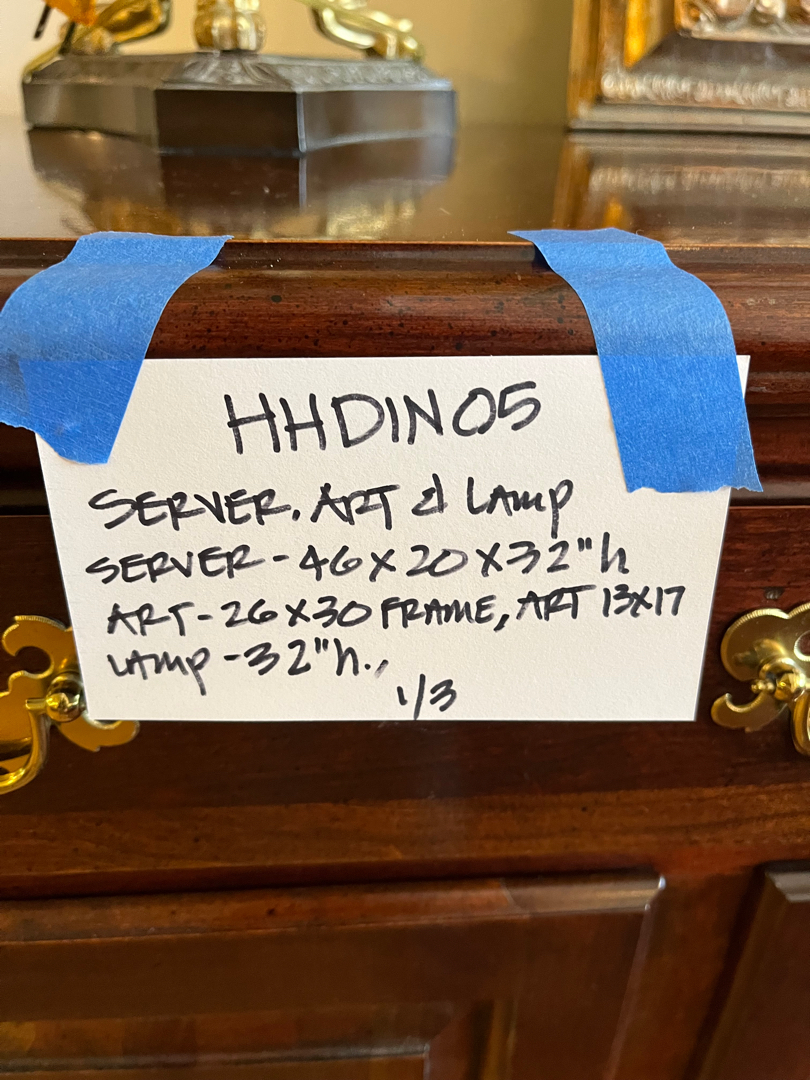 HHDIN05
SERVER, ART & LAMP
SERVER - 46 X 20 X 32" h
ART - 26 X 30 FRAME, ART 13X17
LAMP - 32" h.,
1/3